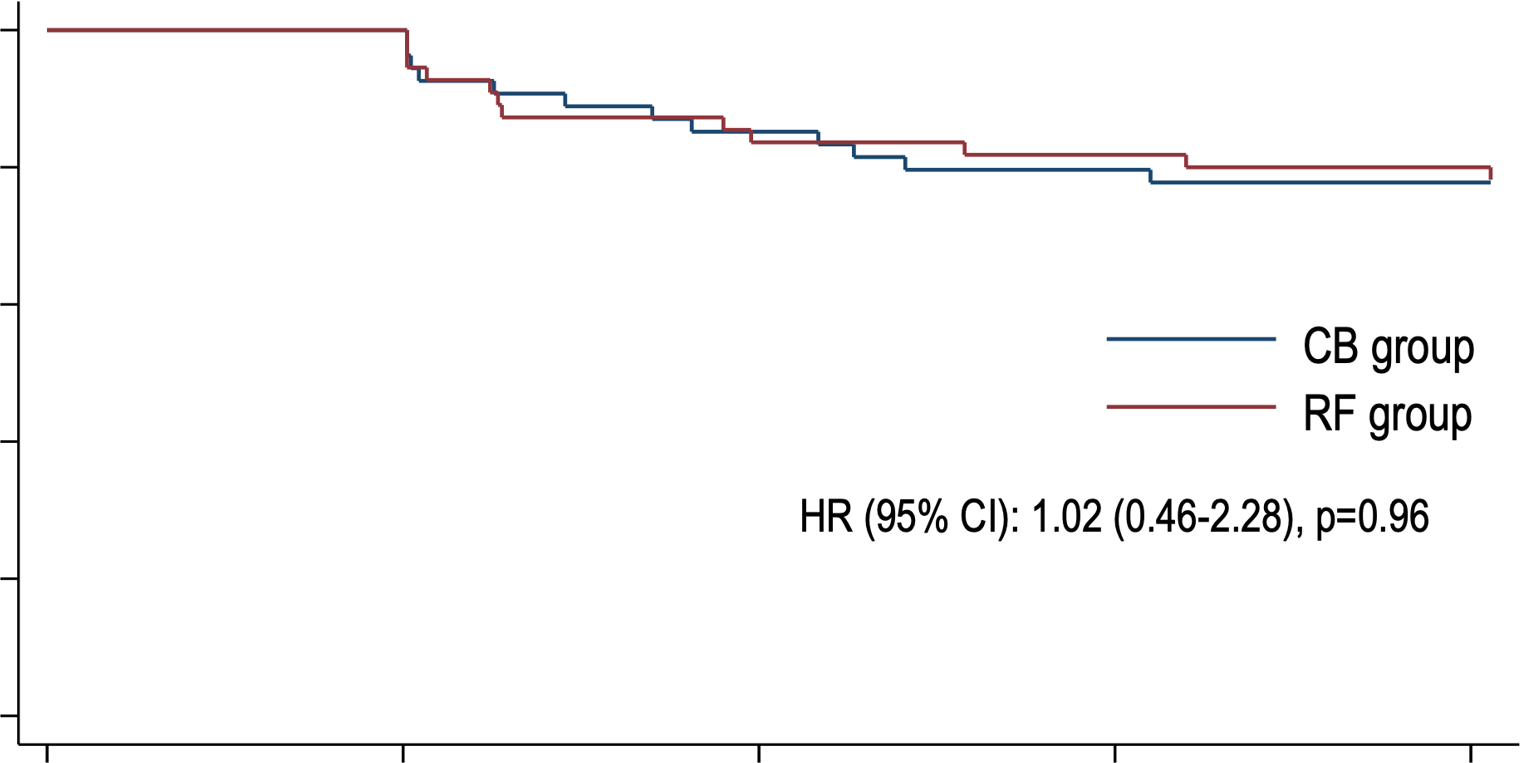 CB group
RF group
HR (95% CI): 1.02 (0.46-2.28), p=0.96